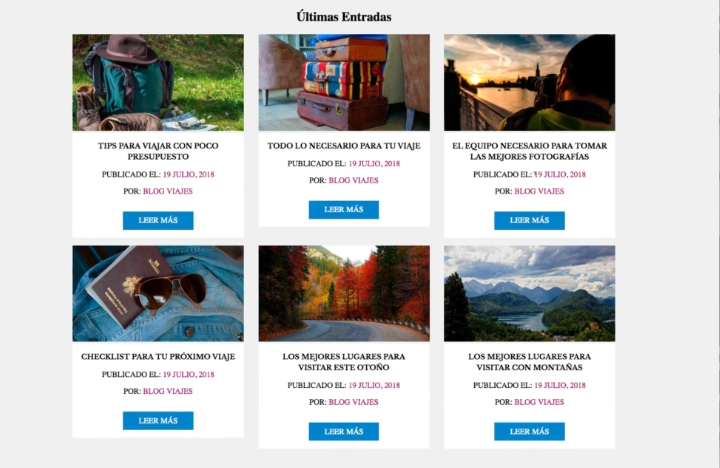 Últimas Entradas
TIPS PARA VIAJAR CON POCO
PRESUPUESTO
PUBLICADO EL: 19 JULIO, 2018
POR: BLOG VIAJES
LEER MÁS
TODO LO NECESARIO PARA TU VIAJE
PUBLICADO EL: 19 JULIO, 2018
POR: BLOG VIAJES
LEER MÁS
EL EQUIPO NECESARIO PARA TOMAR
LAS MEJORES FOTOGRAFÍAS
PUBLICADO EL: 19 JULIO, 2018
POR: BLOG VIAJES
LEER MÁS
CHECKLIST PARA TU PRÓXIMO VIAJE
PUBLICADO EL: 19 JULIO, 2018
POR: BLOG VIAJES
LEER MÁS
LOS MEJORES LUGARES PARA
VISITAR ESTE OTOÑO
PUBLICADO EL: 19 JULIO, 2018
POR: BLOG VIAJES
LEER MÁS
LOS MEJORES LUGARES PARA
VISITAR CON MONTAÑAS
PUBLICADO EL: 19 JULIO, 2018
POR: BLOG VIAJES
LEER MÁS